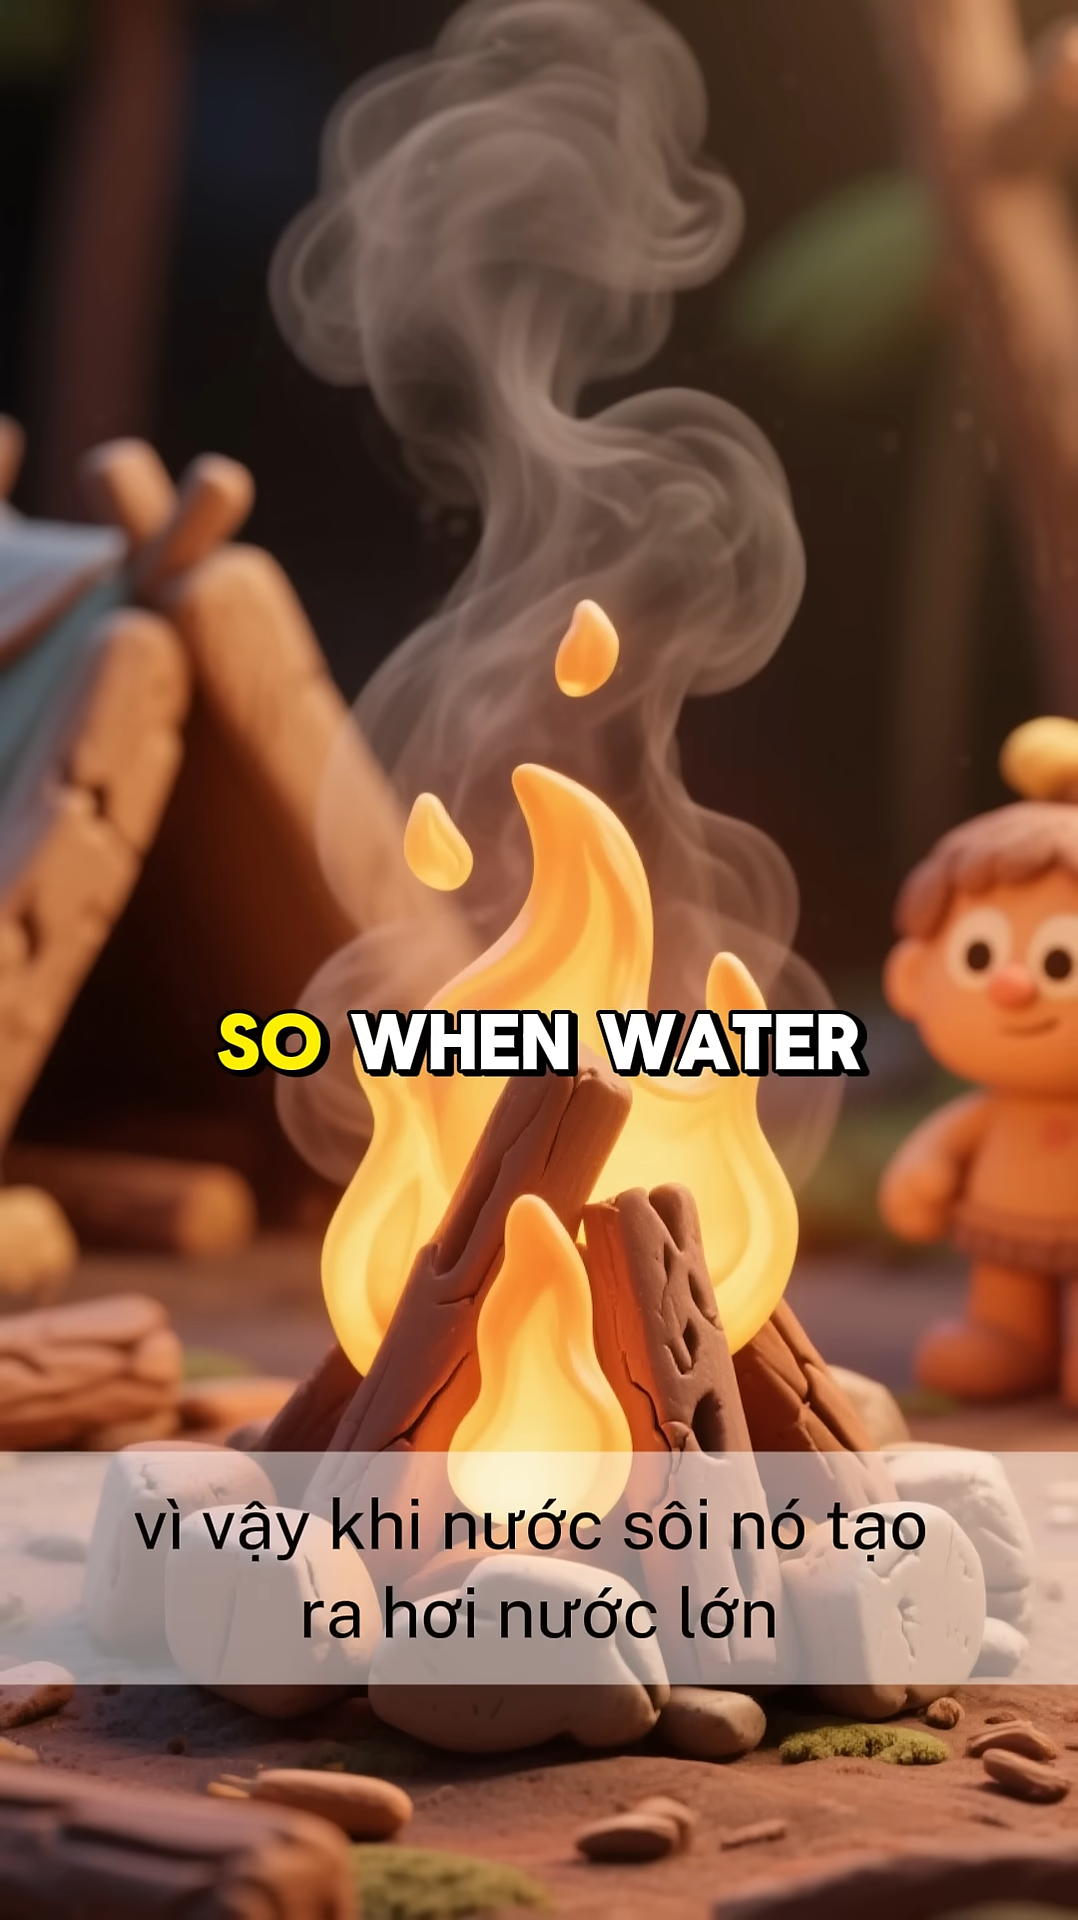 SO WHEN WATER
vì vậy khi nước sôi nó tạo
ra hơi nước lớn